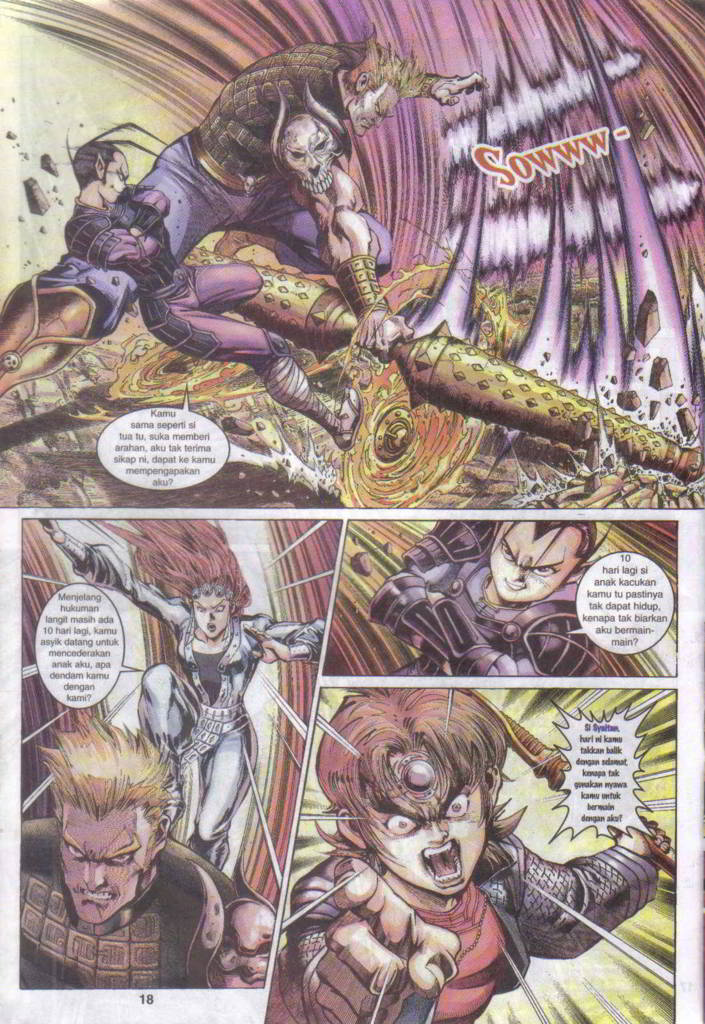 Sowww-
Kamu
sama seperti si
tua tu, suka memberi
arahan, aku tak terima
sikap ni, dapat ke kamu
mempengapakan
aku?
Menjelang
hukuman
langit masih ada
10 hari lagi, kamu
asyik datang untuk
mencederakan
anak aku, apa
dendam kamu
dengan
kami?
10
hari lagi si
anak kacukan
kamu tu pastinya
tak dapat hidup,
kenapa tak biarkan
aku bermain-
main?
Si Syaitan,
hari ni kamu
takkan balik
dengan selamat,
kenapa tak
gunakan nyawa
kamu untuk
bermain
dengan aku?
18